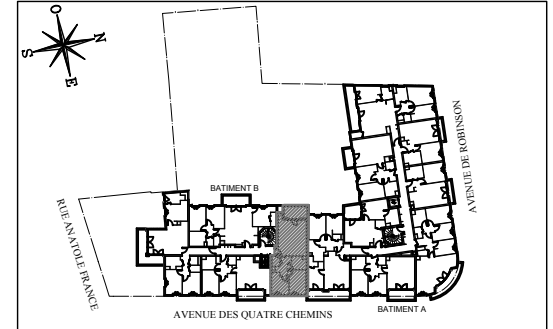 O
N
S
E
AVENUE DE ROBINSON
BATIMENT B
RUE ANATOLE FRANCE
BATIMENT A
AVENUE DES QUATRE CHEMINS